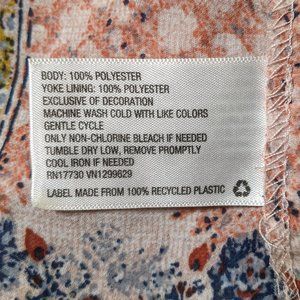 BODY: 100% POLYESTER
YOKE LINING: 100% POLYESTER
EXCLUSIVE OF DECORATION
MACHINE WASH COLD WITH LIKE COLORS
GENTLE CYCLE
ONLY NON-CHLORINE BLEACH IF NEEDED
TUMBLE DRY LOW, REMOVE PROMPTLY
COOL IRON IF NEEDED
RN17730 VN1299629
LABEL MADE FROM 100% RECYCLED PLASTIC